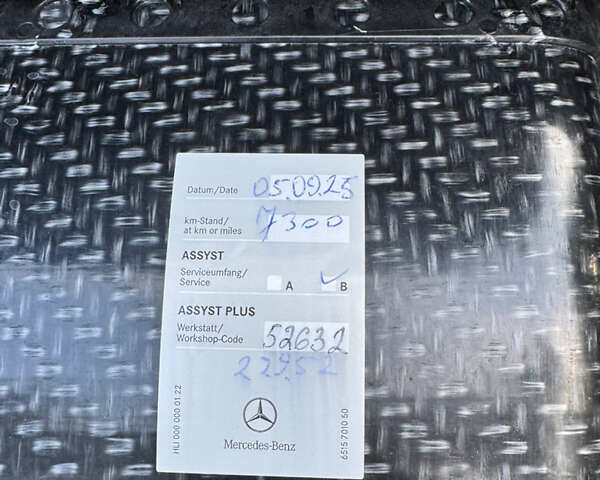 Datum/Date 05.09.25
km-Stand/
at km or miles 7300
ASSYST
Serviceumfang/
Service A B
ASSYST PLUS
Werkstatt/
Workshop-Code 52632
22952
Mercedes-Benz
HLI 000 000 01 22
6515 7010 50